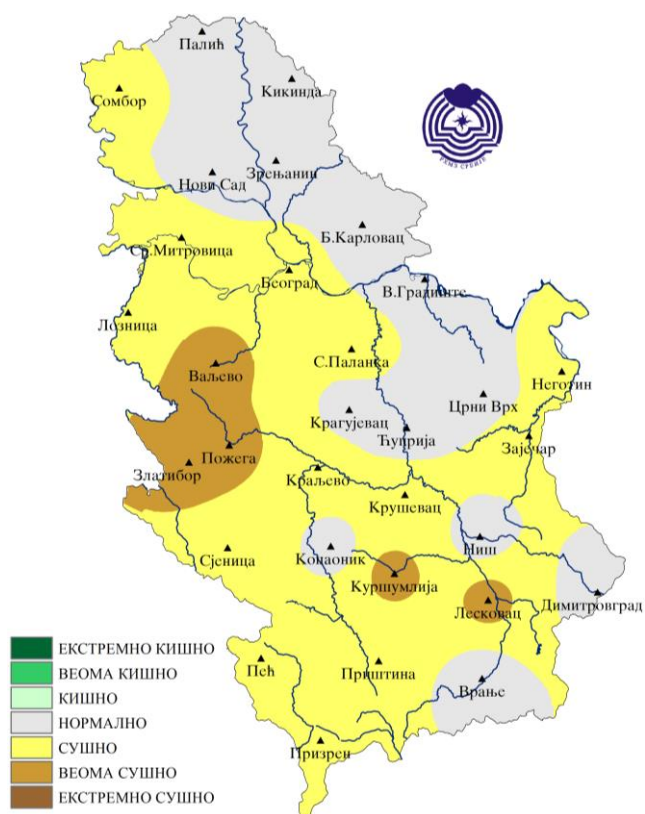 Палић
Кикинда
Сомбор
Зрењанин
Нови Сад
Б.Карловац
Ср.Митровица
Београд
В.Градиште
Лозница
С.Паланка
Ваљево
Неготин
Црни Врх
Крагујевац
Ћуприја
Зајечар
Пожега
Златибор
Краљево
Крушевац
Ниш
Копаоник
Сјеница
Куршумлија
Лесковац
Димитровград
Пећ
Приштина
Врање
Призрен
РХМЗ СРБИЈЕ
ЕКСТРЕМНО КИШНО
ВЕОМА КИШНО
КИШНО
НОРМАЛНО
СУШНО
ВЕОМА СУШНО
ЕКСТРЕМНО СУШНО